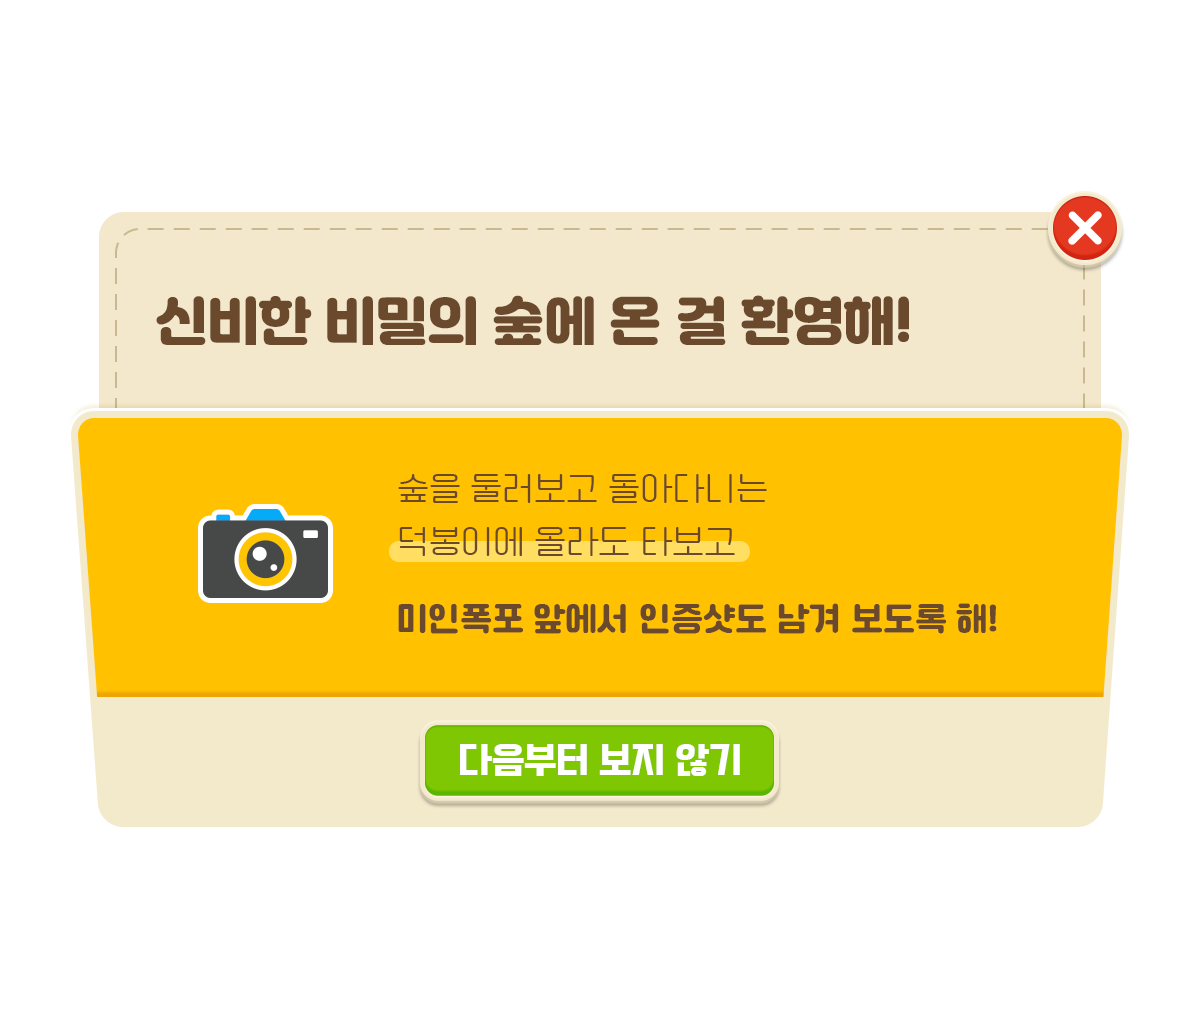 신비한 비밀의 숲에 온 걸 환영해!
숲을 둘러보고 돌아다니는
덕봉이에 올라도 타보고
미인폭포 앞에서 인증샷도 남겨 보도록 해!
다음부터 보지 않기